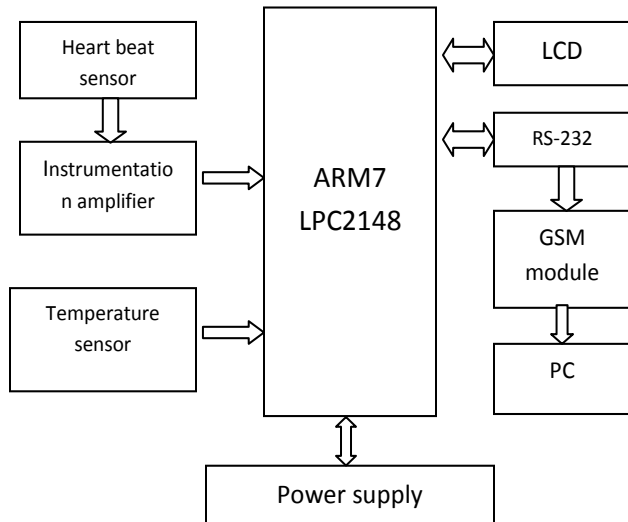 Heart beat
sensor
Instrumentatio
n amplifier
Temperature
sensor
ARM7
LPC2148
LCD
RS-232
GSM
module
PC
Power supply